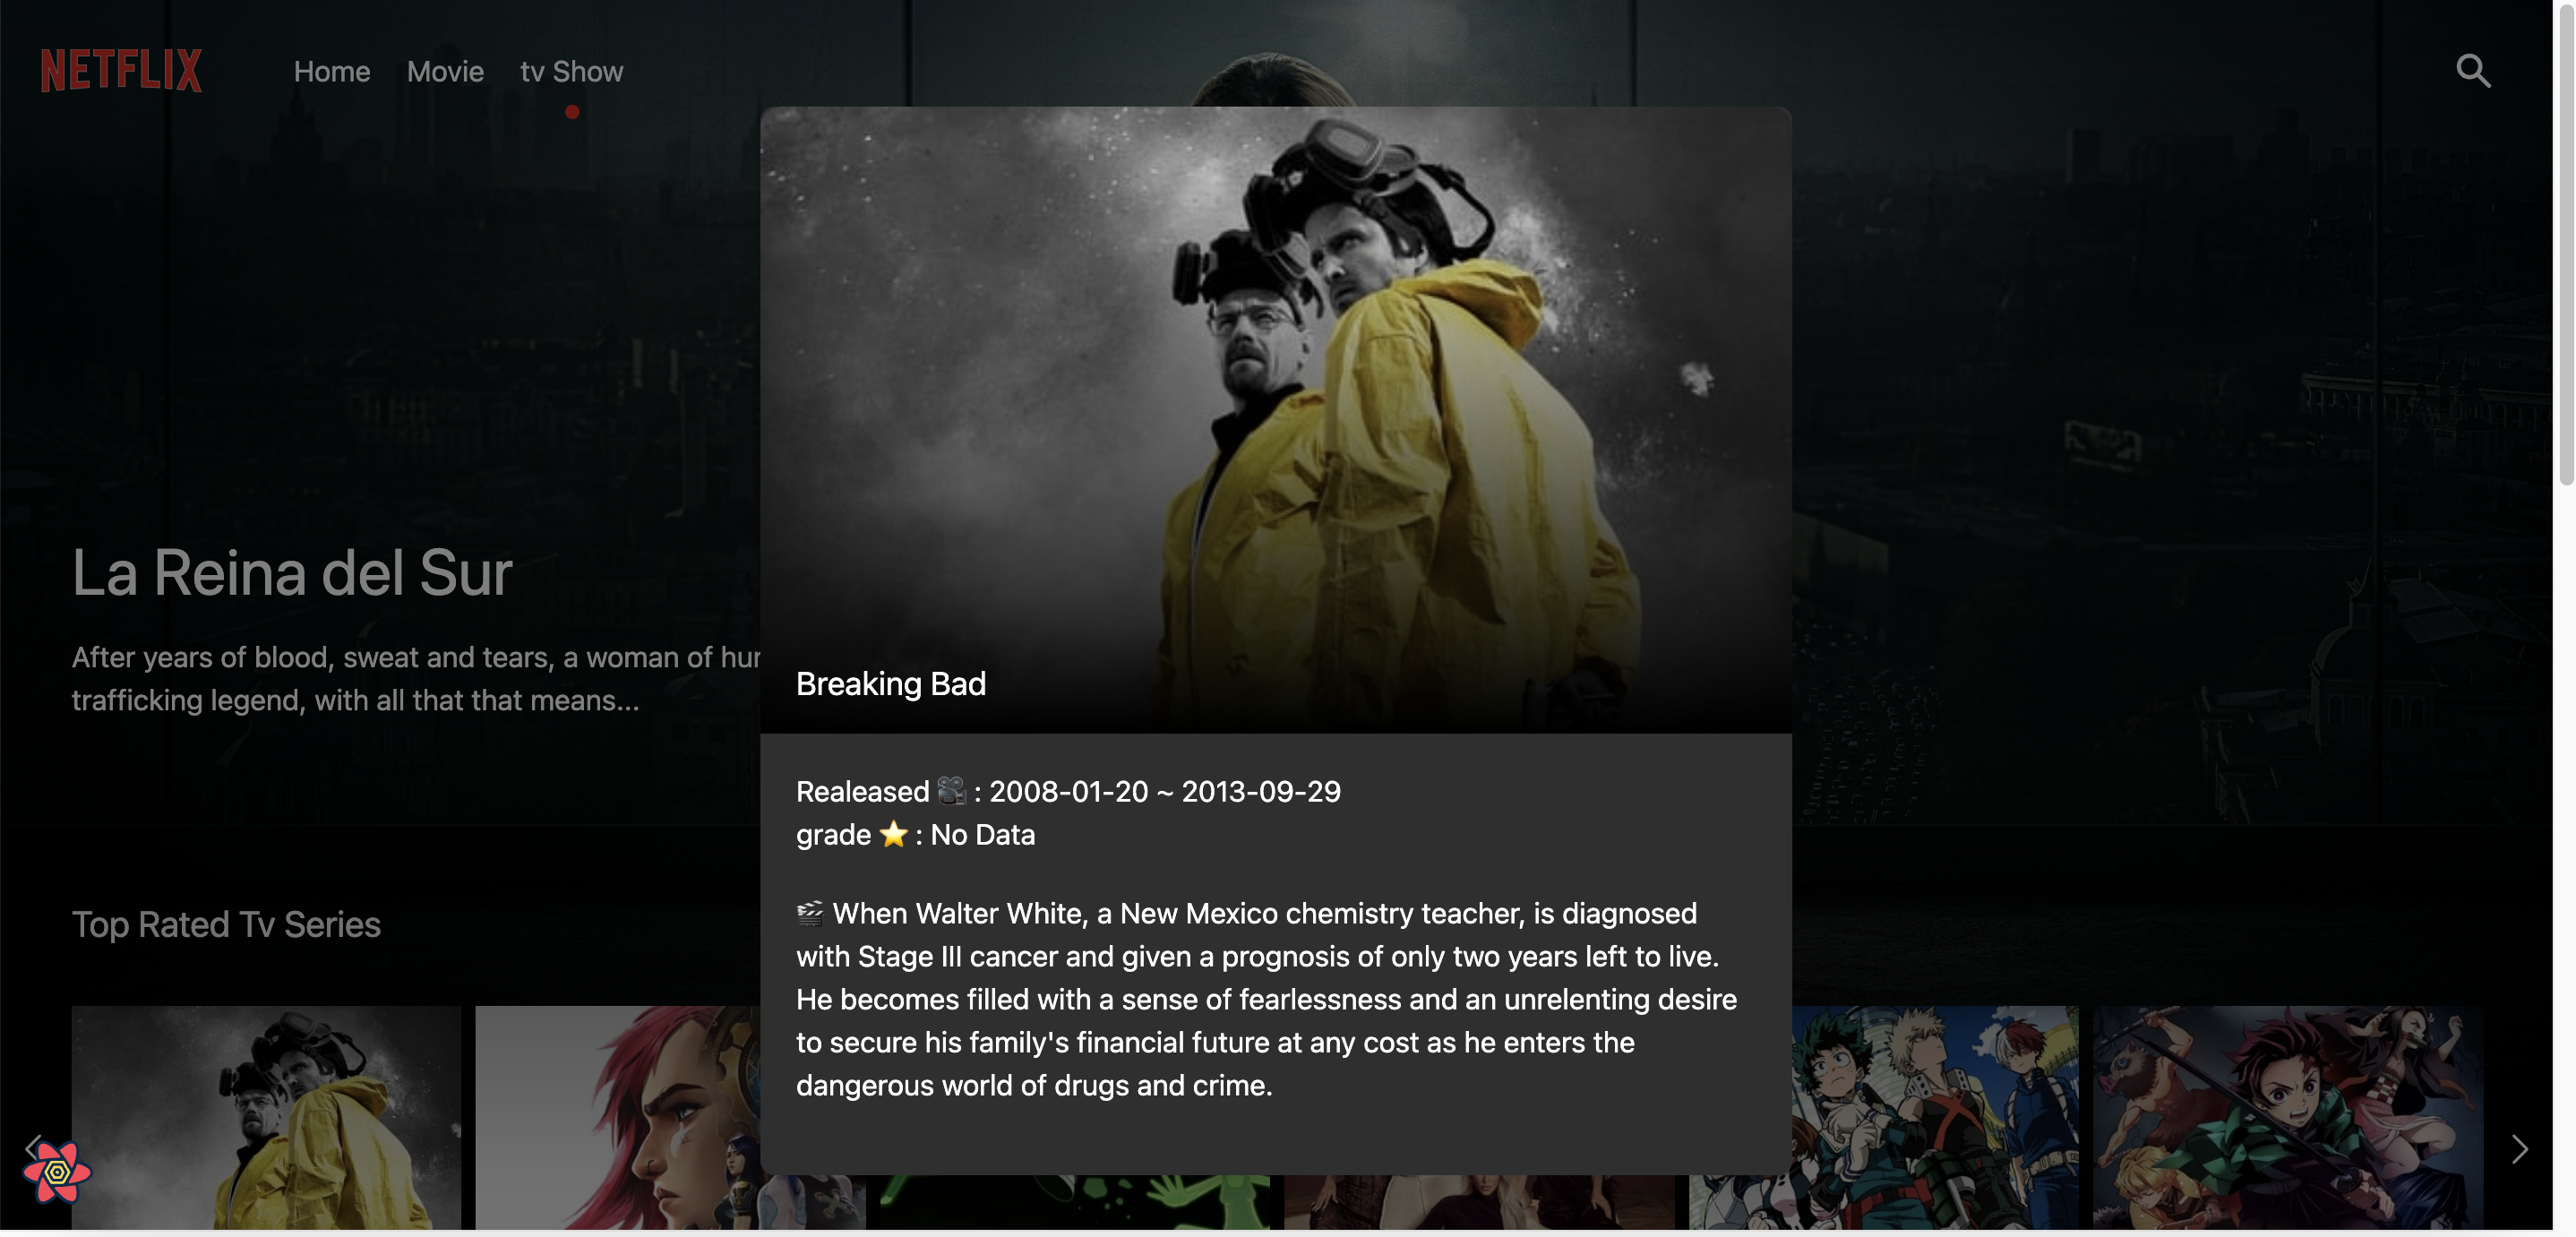 NETFLIX
Home
Movie
tv Show
La Reina del Sur
After years of blood, sweat and tears, a woman of
trafficking legend, with all that that means...
Breaking Bad
Realeased 🎥 : 2008-01-20 ~ 2013-09-29
grade ⭐ : No Data
🎬 When Walter White, a New Mexico chemistry teacher, is diagnosed
with Stage III cancer and given a prognosis of only two years left to live.
He becomes filled with a sense of fearlessness and an unrelenting desire
to secure his family's financial future at any cost as he enters the
dangerous world of drugs and crime.
Top Rated Tv Series